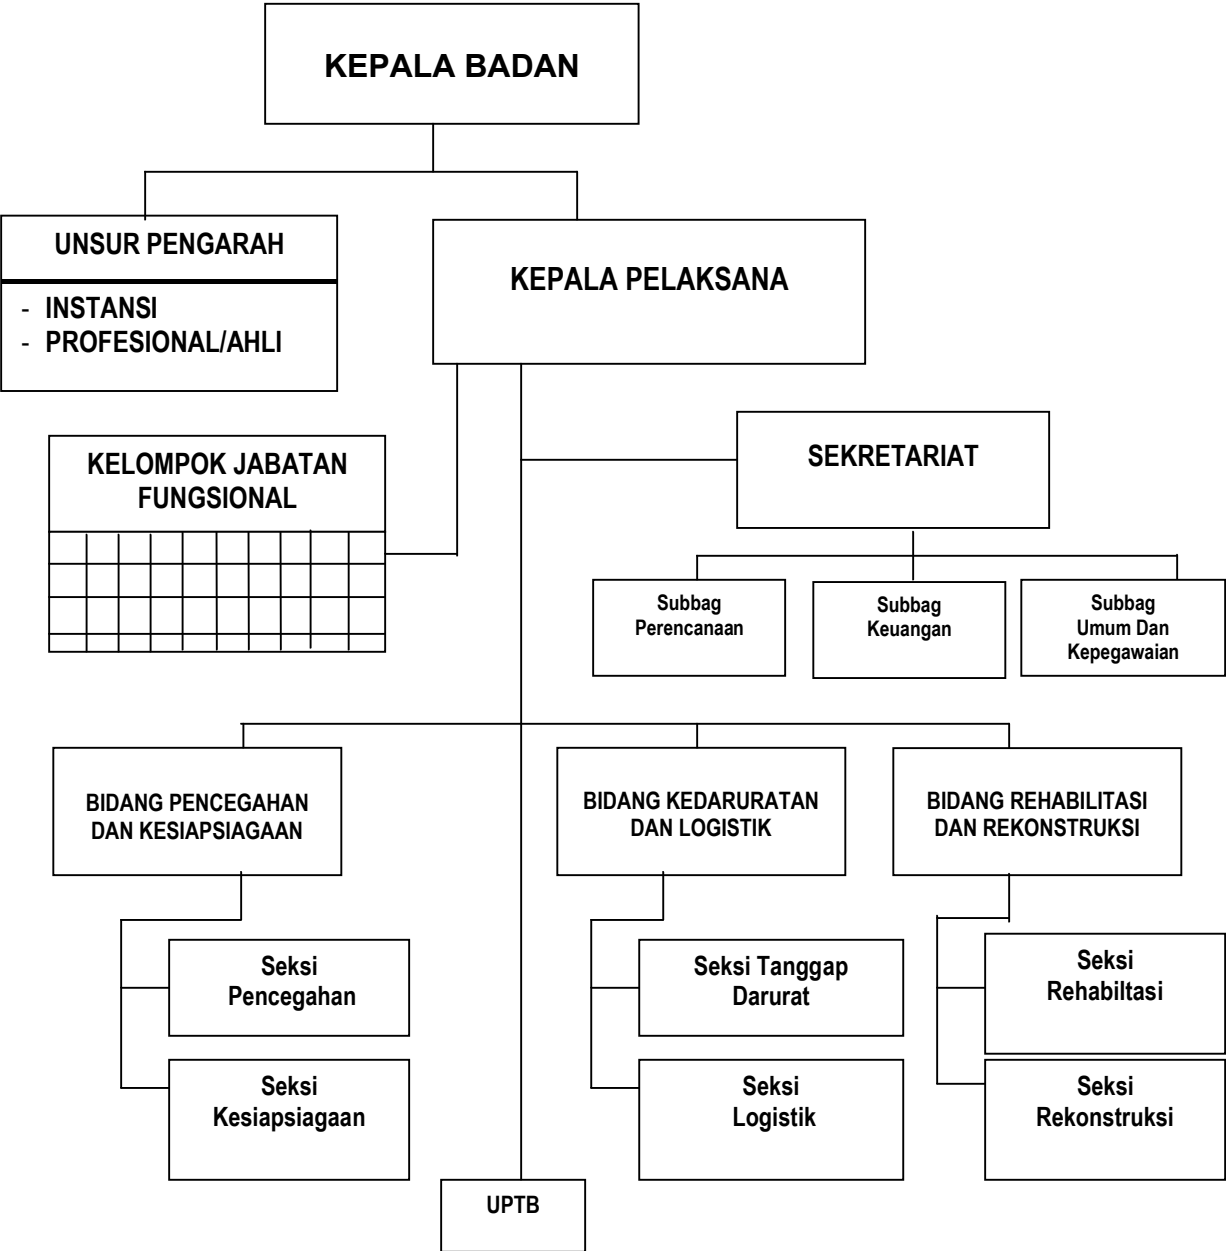 KEPALA BADAN
UNSUR PENGARAH
- INSTANSI
- PROFESIONAL/AHLI
KEPALA PELAKSANA
KELOMPOK JABATAN
FUNGSIONAL
SEKRETARIAT
Subbag
Perencanaan
Subbag
Keuangan
Subbag
Umum Dan
Kepegawaian
BIDANG PENCEGAHAN
DAN KESIAPSIAGAAN
BIDANG KEDARURATAN
DAN LOGISTIK
BIDANG REHABILITASI
DAN REKONSTRUKSI
Seksi
Pencegahan
Seksi
Kesiapsiagaan
Seksi Tanggap
Darurat
Seksi
Logistik
Seksi
Rehabiltasi
Seksi
Rekonstruksi
UPTB